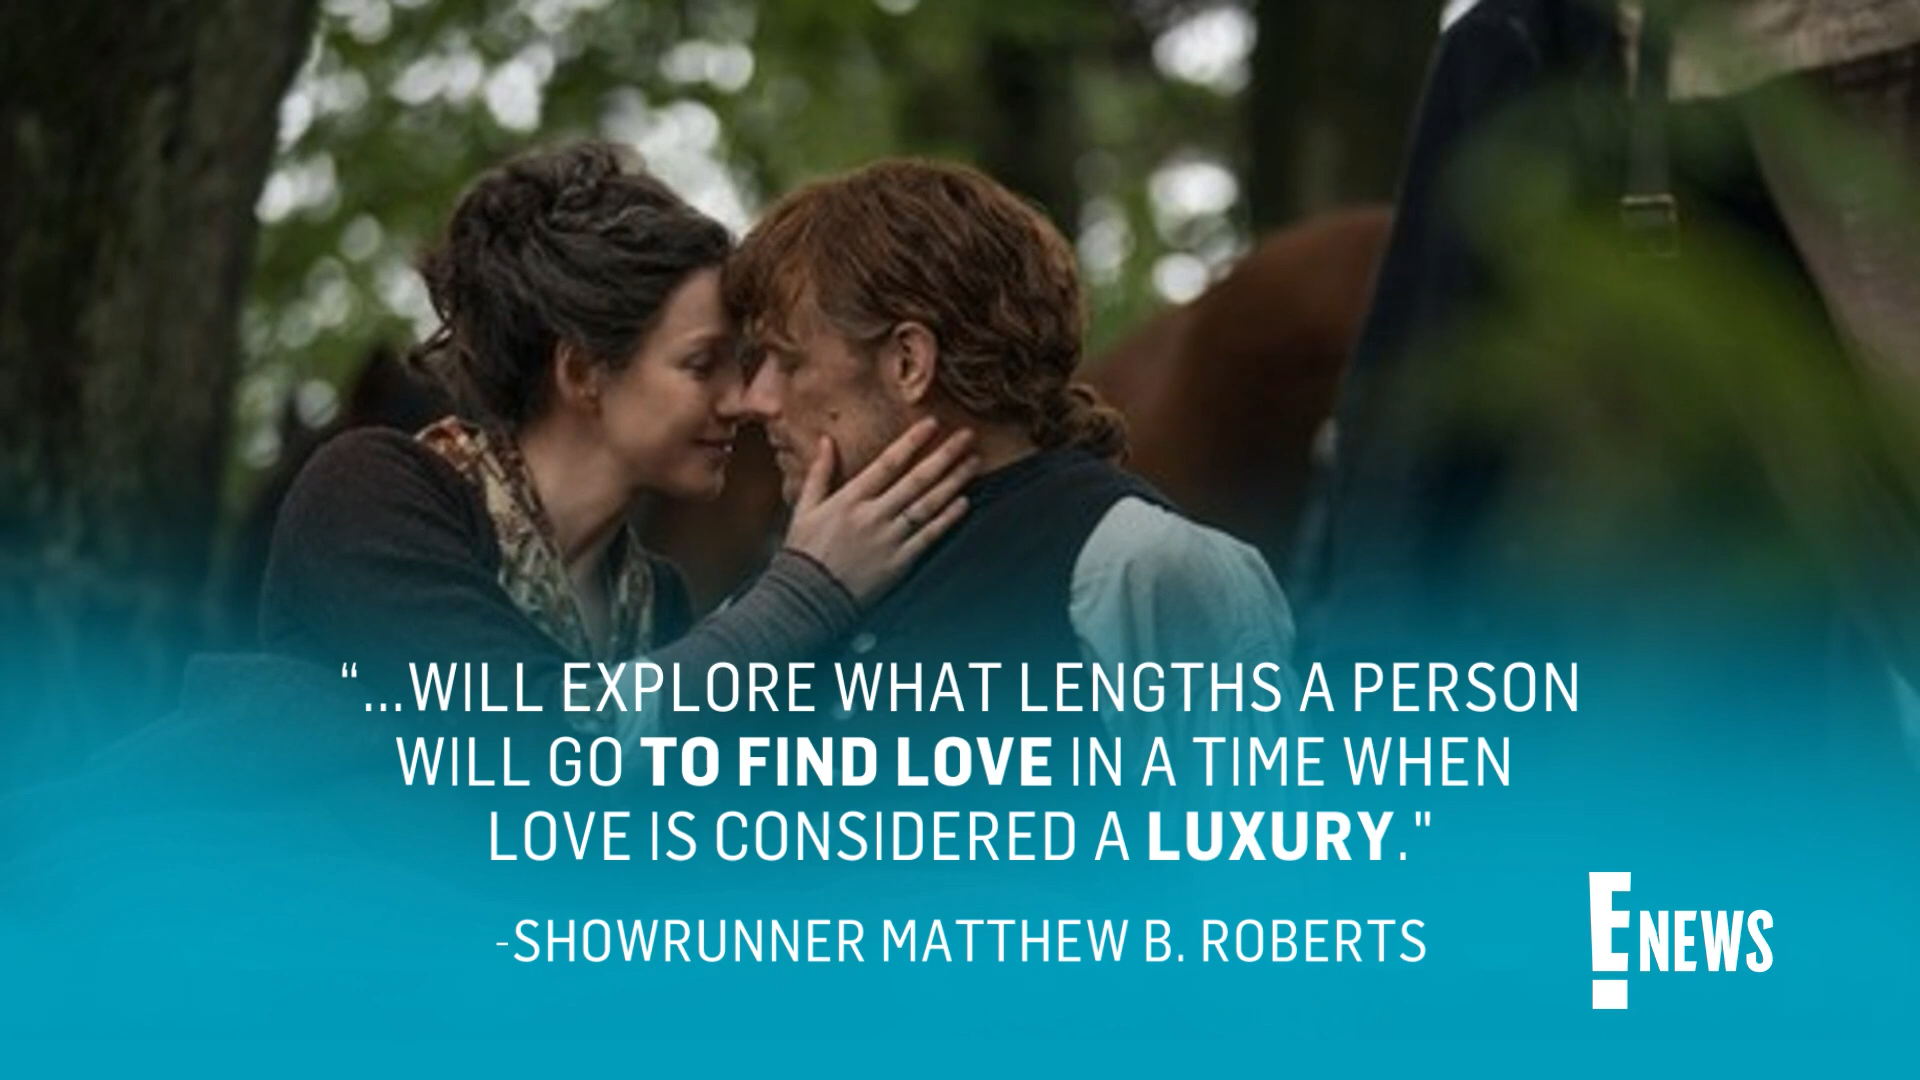 “...WILL EXPLORE WHAT LENGTHS A PERSON
WILL GO TO FIND LOVE IN A TIME WHEN
LOVE IS CONSIDERED A LUXURY."
-SHOWRUNNER MATTHEW B. ROBERTS
E! NEWS